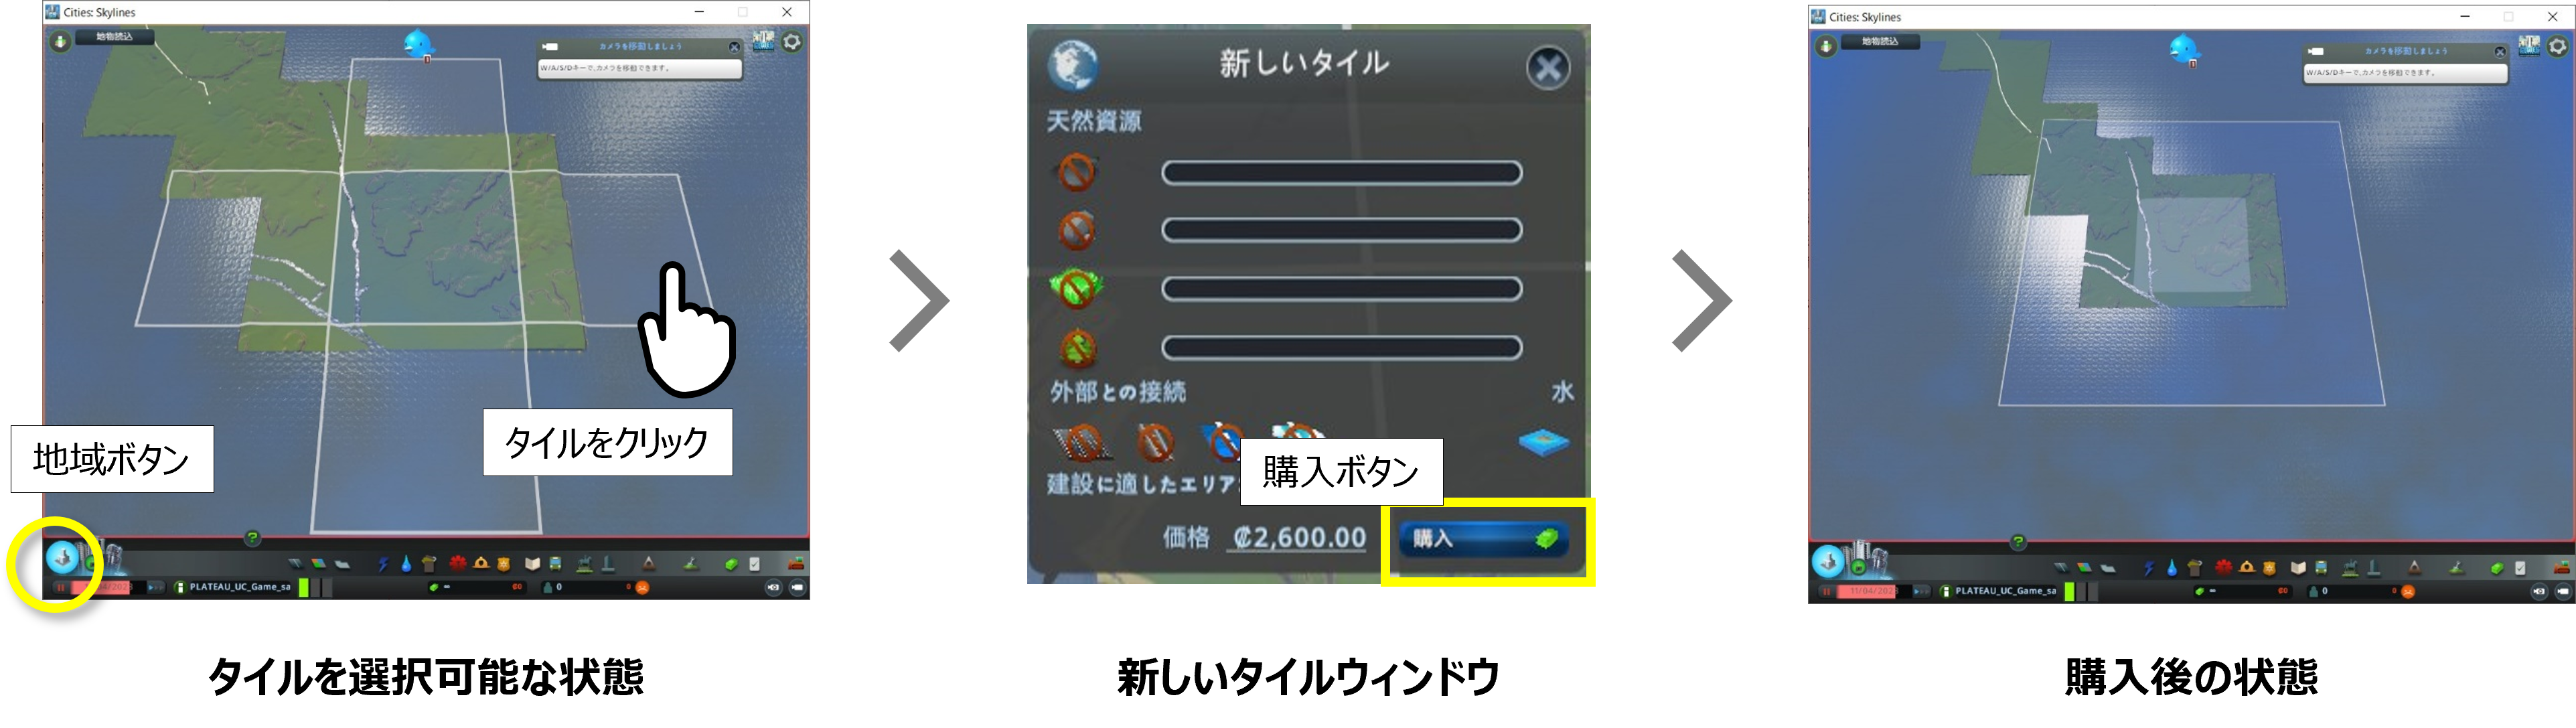 Cities: Skylines
地物読込
カメラを移動しましょう
W/A/S/Dキーで,カメラを移動できます。
タイルをクリック
地域ボタン
PLATEAU_UC_Game_sa
0
0
タイルを選択可能な状態
新しいタイル
天然資源
外部との接続
水
建設に適したエリア
購入ボタン
価格 ₡2,600.00
購入
新しいタイルウィンドウ
Cities: Skylines
地物読込
カメラを移動しましょう
W/A/S/Dキーで,カメラを移動できます。
PLATEAU_UC_Game_sa
0
0
購入後の状態